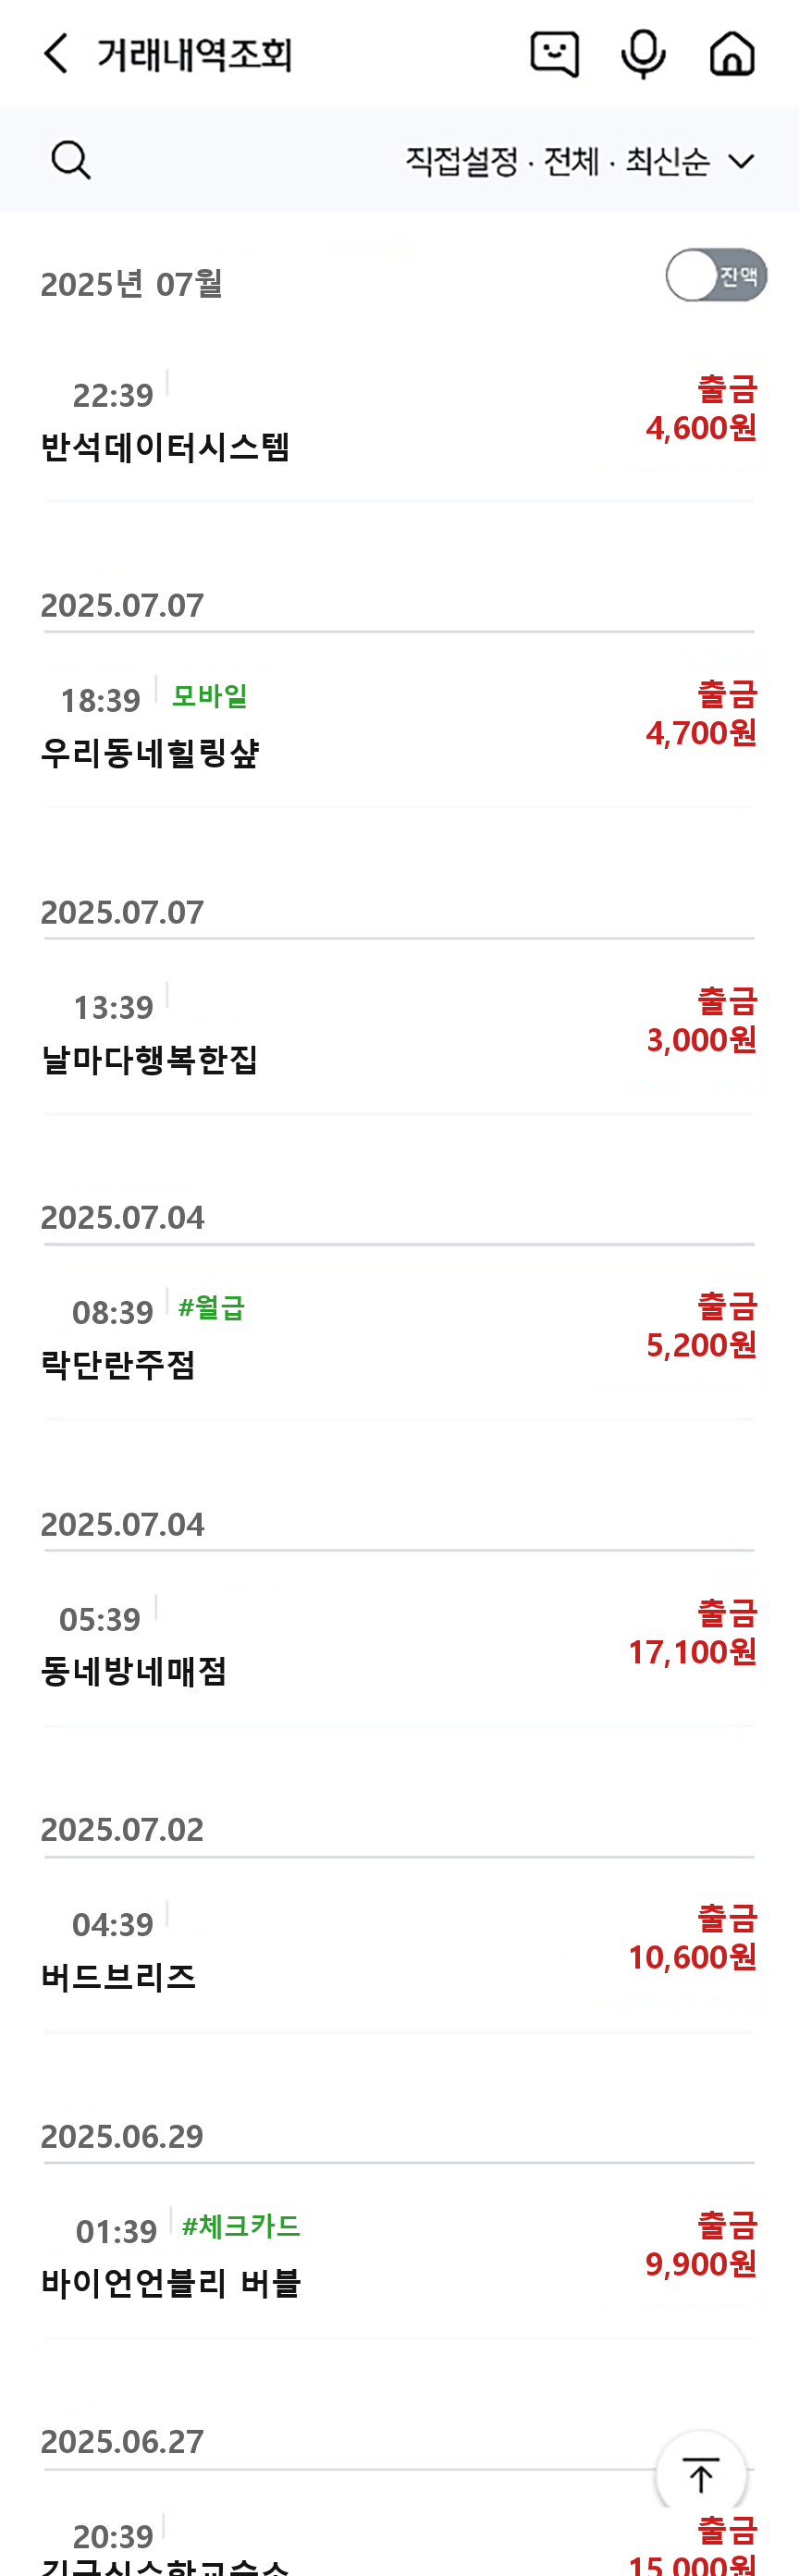 거래내역조회
직접설정 · 전체 · 최신순
2025년 07월
잔액
22:39
출금
반석데이터시스템
4,600원
2025.07.07
18:39 모바일
출금
우리동네힐링샾
4,700원
2025.07.07
13:39
출금
날마다행복한집
3,000원
2025.07.04
08:39 #월급
출금
락단란주점
5,200원
2025.07.04
05:39
출금
동네방네매점
17,100원
2025.07.02
04:39
출금
버드브리즈
10,600원
2025.06.29
01:39 #체크카드
출금
바이언언블리 버블
9,900원
2025.06.27
20:39
출금
15,000원